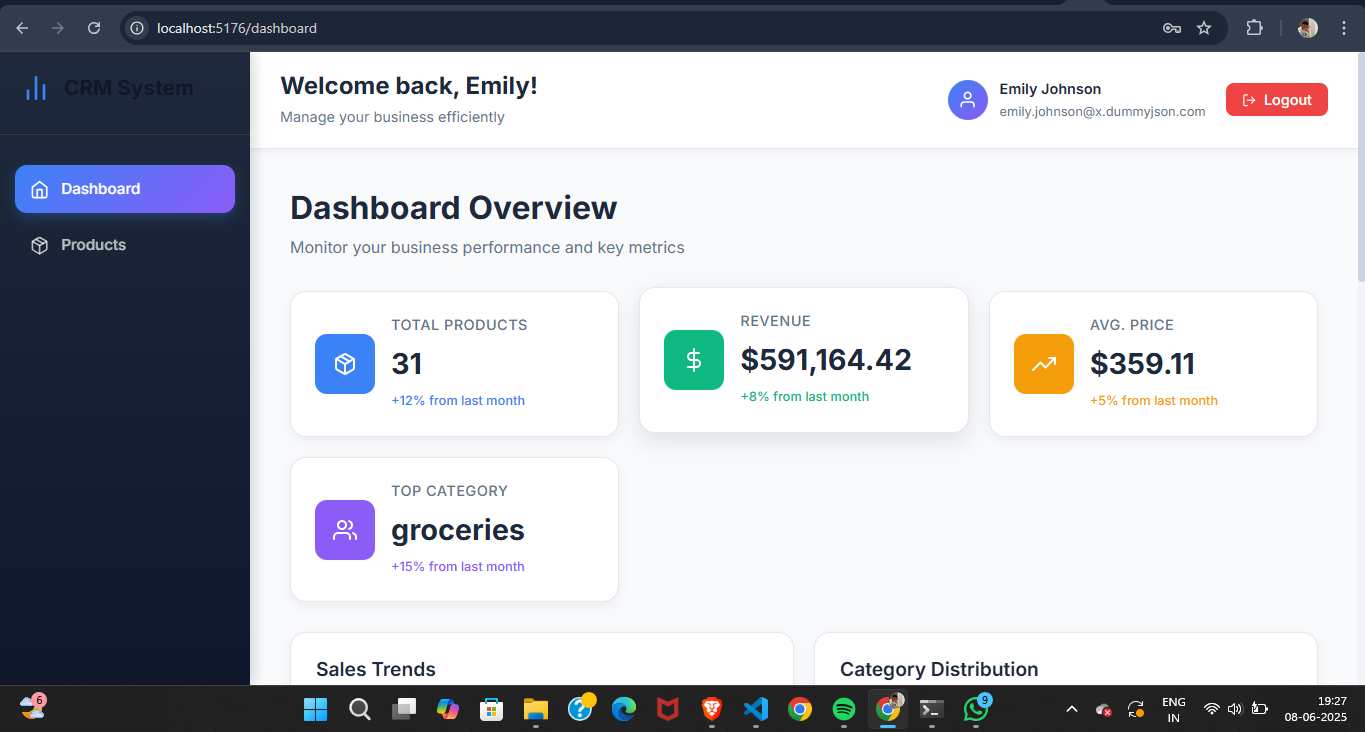 localhost:5176/dashboard
CRM System
Welcome back, Emily!
Manage your business efficiently
Emily Johnson
emily.johnson@x.dummyjson.com
Logout
Dashboard
Products
Dashboard Overview
Monitor your business performance and key metrics
TOTAL PRODUCTS
31
+12% from last month
REVENUE
$591,164.42
+8% from last month
AVG. PRICE
$359.11
+5% from last month
TOP CATEGORY
groceries
+15% from last month
Sales Trends
Category Distribution
6
9
ENG
IN
19:27
08-06-2025